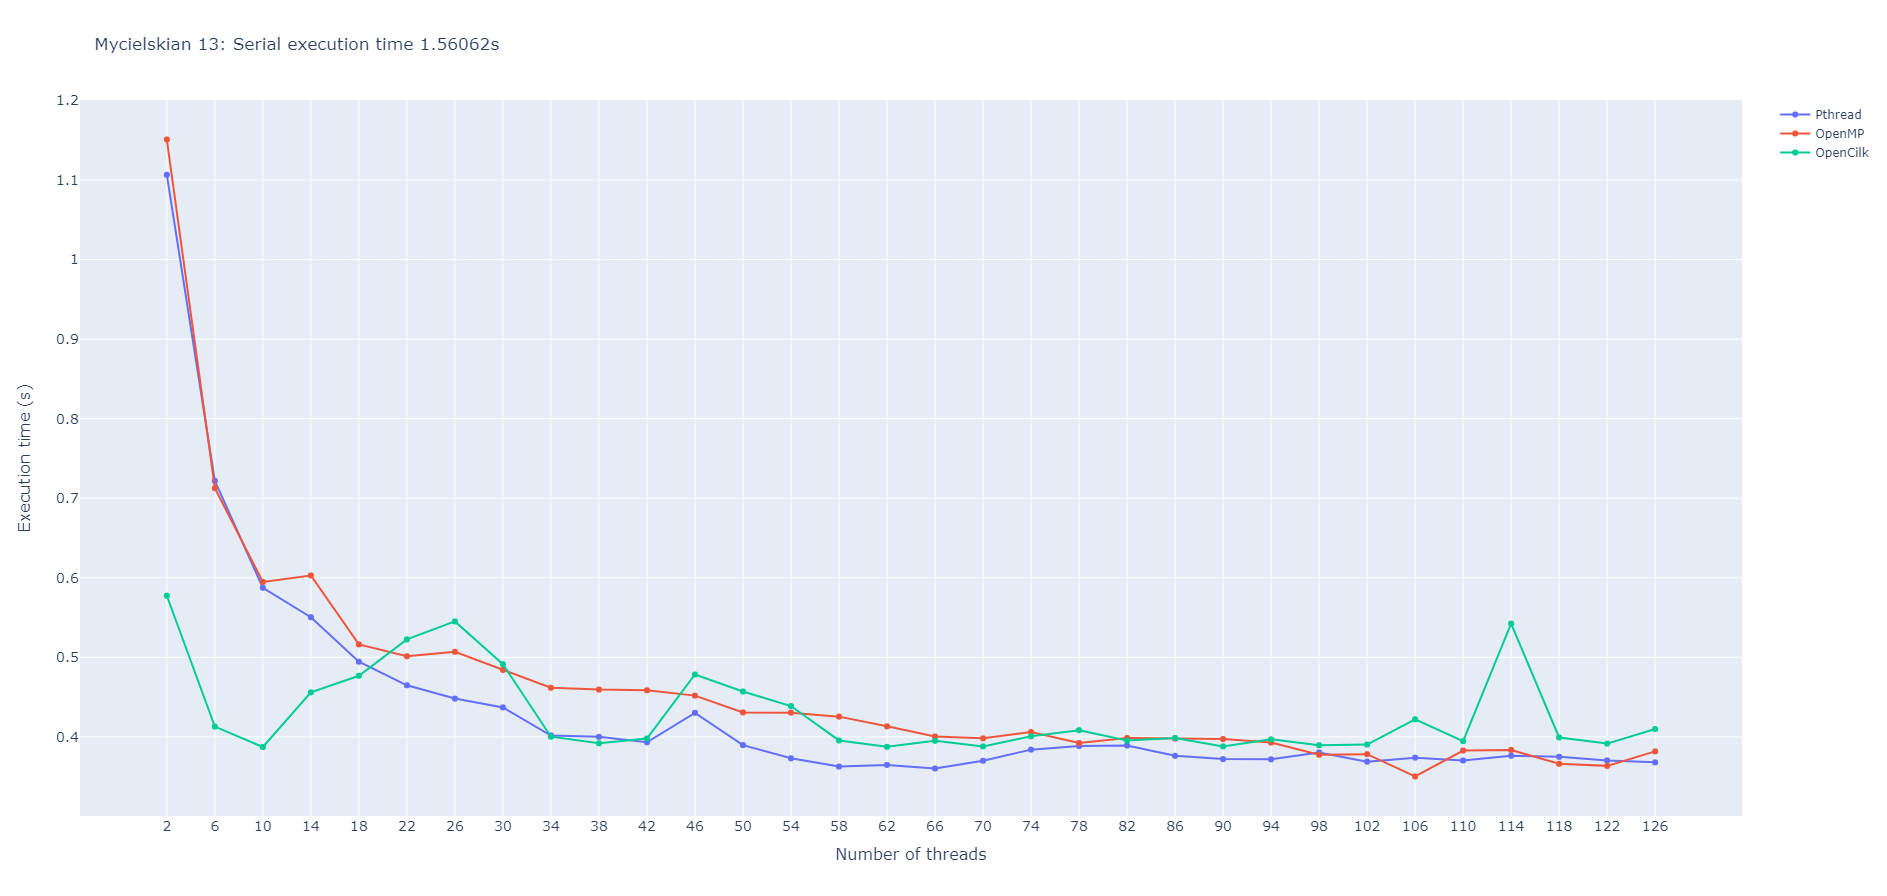 Mycielskian 13: Serial execution time 1.56062s
Pthread
OpenMP
OpenCilk
Execution time (s)
1.2
1.1
1
0.9
0.8
0.7
0.6
0.5
0.4
2 6 10 14 18 22 26 30 34 38 42 46 50 54 58 62 66 70 74 78 82 86 90 94 98 102 106 110 114 118 122 126
Number of threads